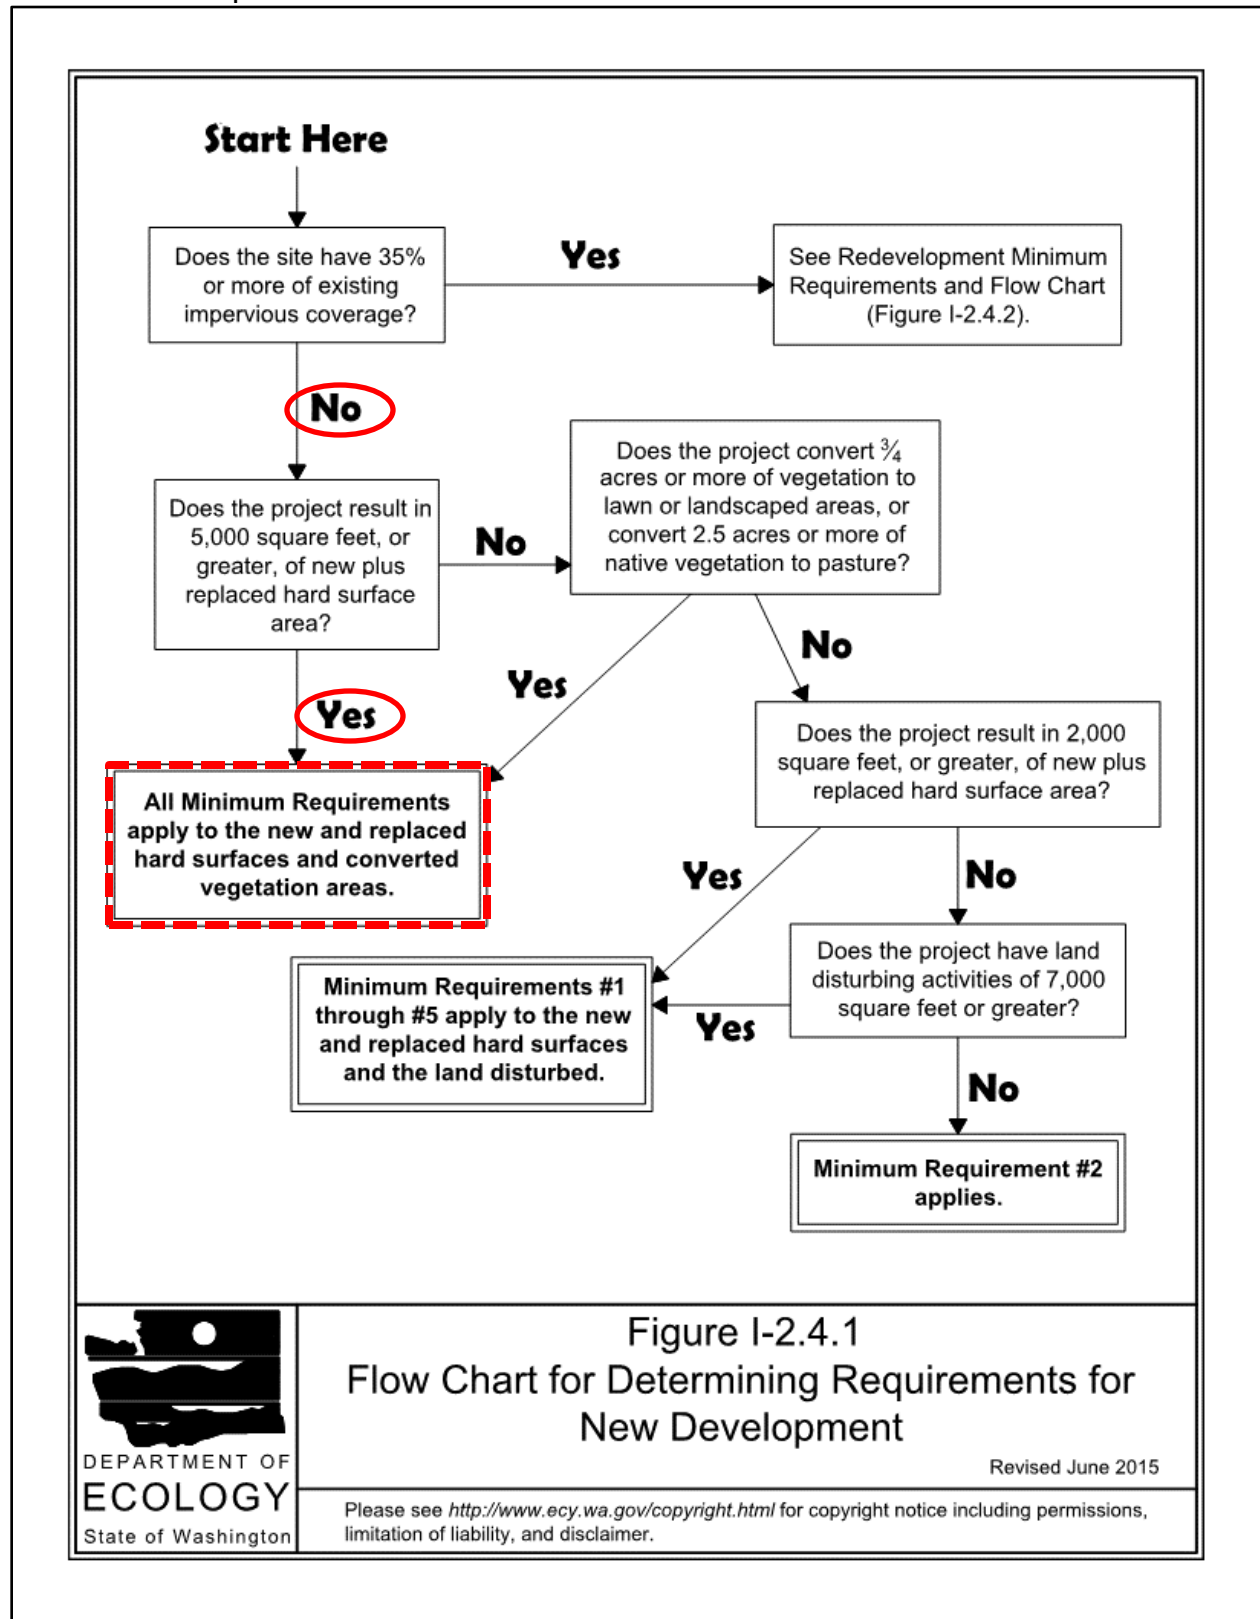 Start Here
Does the site have 35%
or more of existing
impervious coverage?
Yes
See Redevelopment Minimum
Requirements and Flow Chart
(Figure I-2.4.2).
No
Does the project result in
5,000 square feet, or
greater, of new plus
replaced hard surface
area?
No
Does the project convert ¾
acres or more of vegetation to
lawn or landscaped areas, or
convert 2.5 acres or more of
native vegetation to pasture?
Yes
Yes
No
All Minimum Requirements
apply to the new and replaced
hard surfaces and converted
vegetation areas.
Does the project result in 2,000
square feet, or greater, of new plus
replaced hard surface area?
Yes
No
Minimum Requirements #1
through #5 apply to the new
and replaced hard surfaces
and the land disturbed.
Does the project have land
disturbing activities of 7,000
square feet or greater?
Yes
No
Minimum Requirement #2
applies.
DEPARTMENT OF
ECOLOGY
State of Washington
Figure I-2.4.1
Flow Chart for Determining Requirements for
New Development
Revised June 2015
Please see http://www.ecy.wa.gov/copyright.html for copyright notice including permissions,
limitation of liability, and disclaimer.